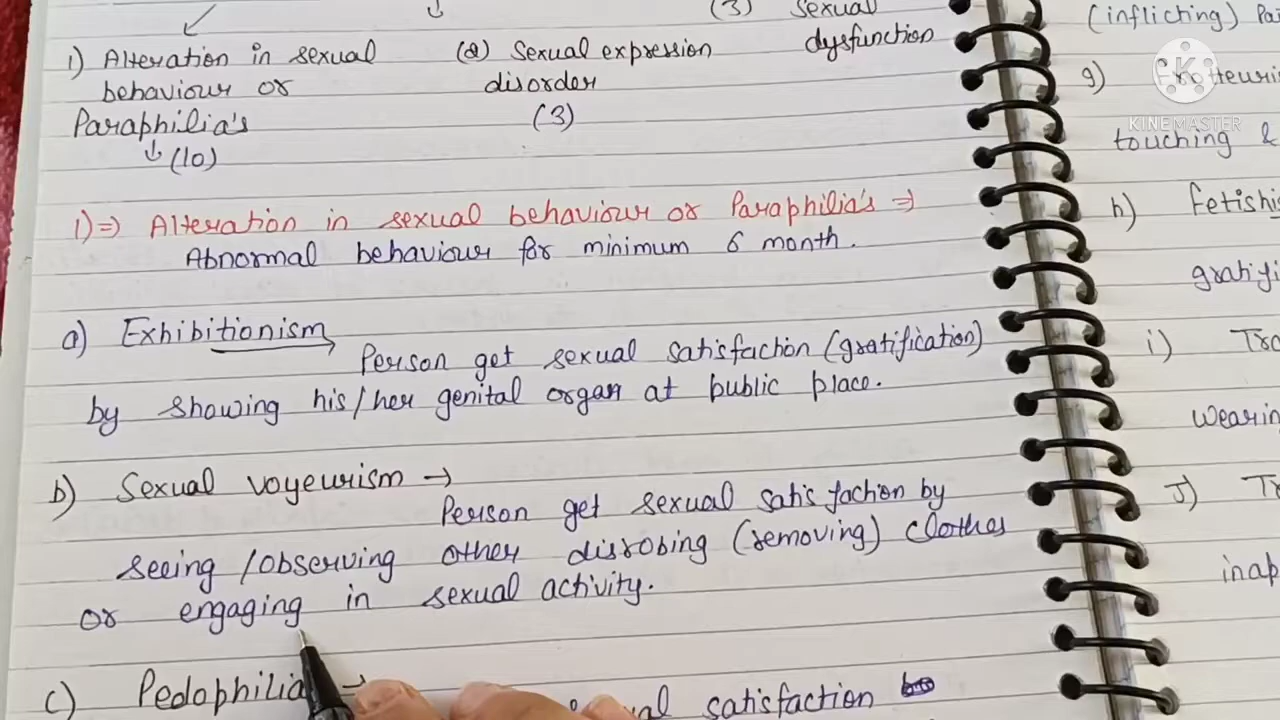 (3) Sexual
dysfunction
1) Alteration in sexual
behaviour or
Paraphilia's
(10)
(2) Sexual expression
disorder
(3)
1) => Alteration in sexual behaviour or Paraphilia's =>
Abnormal behaviour for minimum 6 month.
a) Exhibitionism
Person get sexual satisfaction (gratification)
by showing his/her genital organ at public place.
b) Sexual voyeurism →
Person get sexual satisfaction by
seeing /observing other disrobing (removing) clothes
or engaging in sexual activity.
c) Pedophilia →
satisfaction
(inflicting)
g)
touching &
h)
i)
J)
KINEMASTER